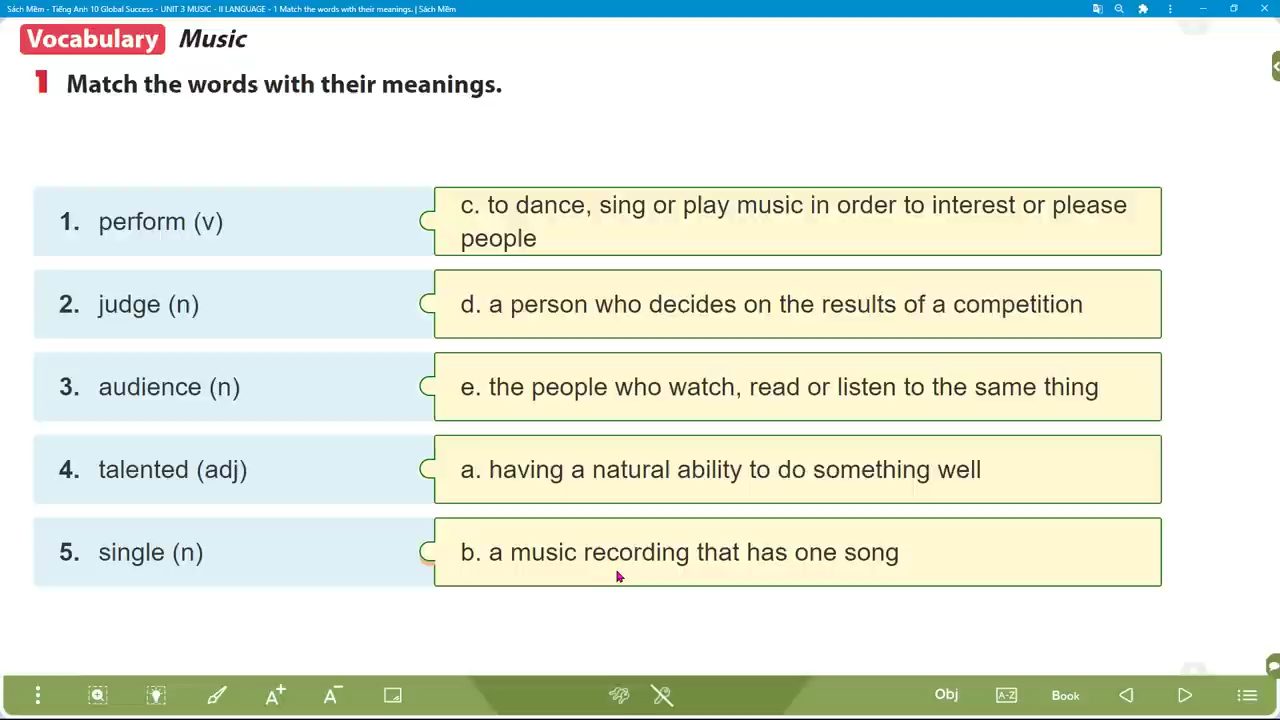 Sách Mềm - Tiếng Anh 10 Global Success - UNIT 3 MUSIC - II LANGUAGE - 1 Match the words with their meanings. | Sách Mềm
Vocabulary Music
1 Match the words with their meanings.
1. perform (v)
c. to dance, sing or play music in order to interest or please
people
2. judge (n)
d. a person who decides on the results of a competition
3. audience (n)
e. the people who watch, read or listen to the same thing
4. talented (adj)
a. having a natural ability to do something well
5. single (n)
b. a music recording that has one song
A+ A- Obj A-Z Book